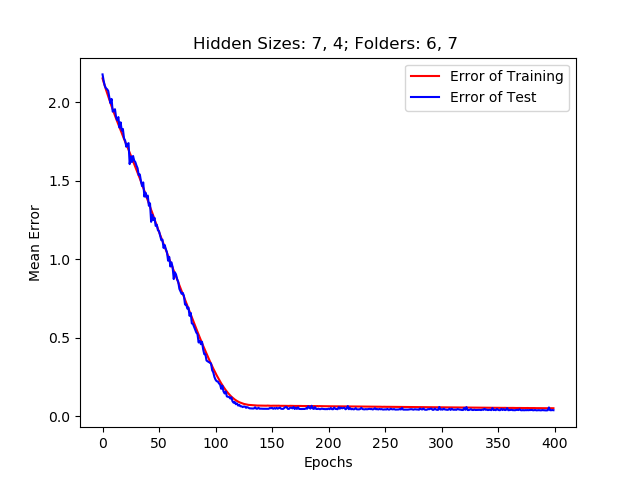 Hidden Sizes: 7, 4; Folders: 6, 7
Error of Training
Error of Test
Mean Error
2.0
1.5
1.0
0.5
0.0
0 50 100 150 200 250 300 350 400
Epochs